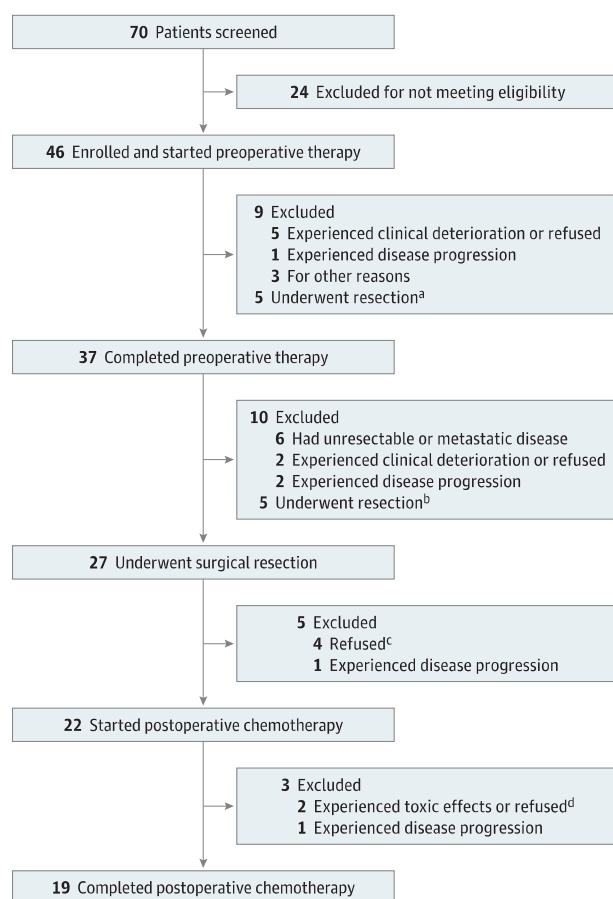 70 Patients screened
24 Excluded for not meeting eligibility
46 Enrolled and started preoperative therapy
9 Excluded
5 Experienced clinical deterioration or refused
1 Experienced disease progression
3 For other reasons
5 Underwent resectionᵃ
37 Completed preoperative therapy
10 Excluded
6 Had unresectable or metastatic disease
2 Experienced clinical deterioration or refused
2 Experienced disease progression
5 Underwent resectionᵇ
27 Underwent surgical resection
5 Excluded
4 Refusedᶜ
1 Experienced disease progression
22 Started postoperative chemotherapy
3 Excluded
2 Experienced toxic effects or refusedᵈ
1 Experienced disease progression
19 Completed postoperative chemotherapy